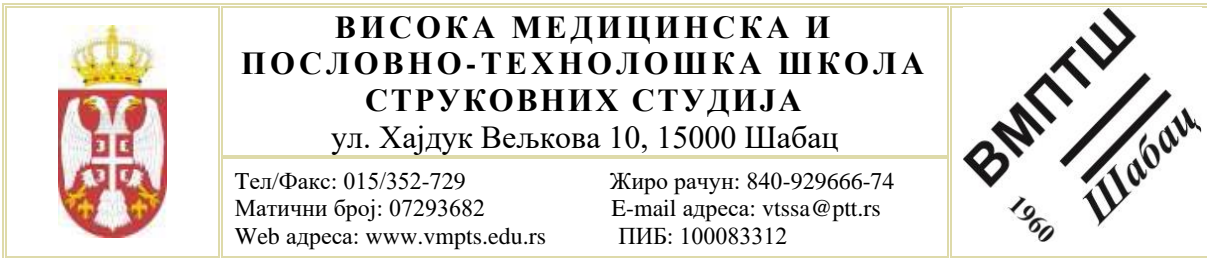 ВИСОКА МЕДИЦИНСКА И
ПОСЛОВНО-ТЕХНОЛОШКА ШКОЛА
СТРУКОВНИХ СТУДИЈА
ул. Хајдук Вељкова 10, 15000 Шабац
Тел/Факс: 015/352-729 Жиро рачун: 840-929666-74
Матични број: 07293682 E-mail адреса: vtssa@ptt.rs
Web адреса: www.vmpts.edu.rs ПИБ: 100083312
ВМПТШ
Шабац
1960